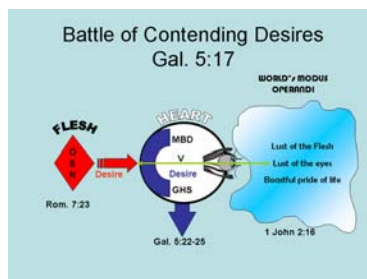 Battle of Contending Desires
Gal. 5:17
WORLD'S MODUS
OPERANDI
HEART
FLESH
O
S
N
Desire
Rom. 7:23
MBD
V
Desire
GHS
Gal. 5:22-25
Lust of the Flesh
Lust of the eyes
Boastful pride of life
1 John 2:16